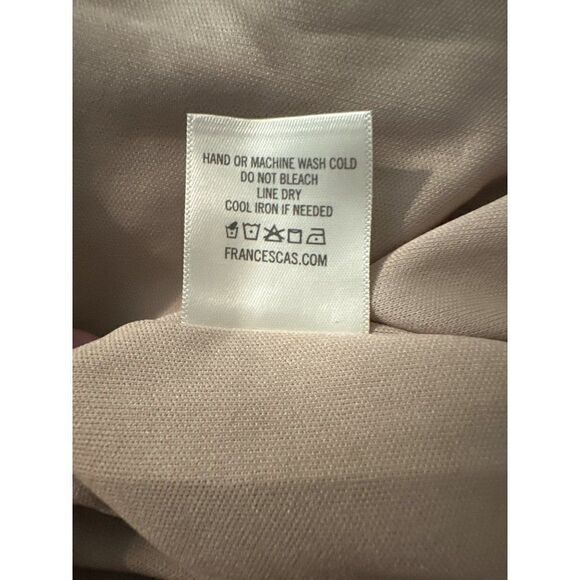 HAND OR MACHINE WASH COLD
DO NOT BLEACH
LINE DRY
COOL IRON IF NEEDED
FRANCESCAS.COM